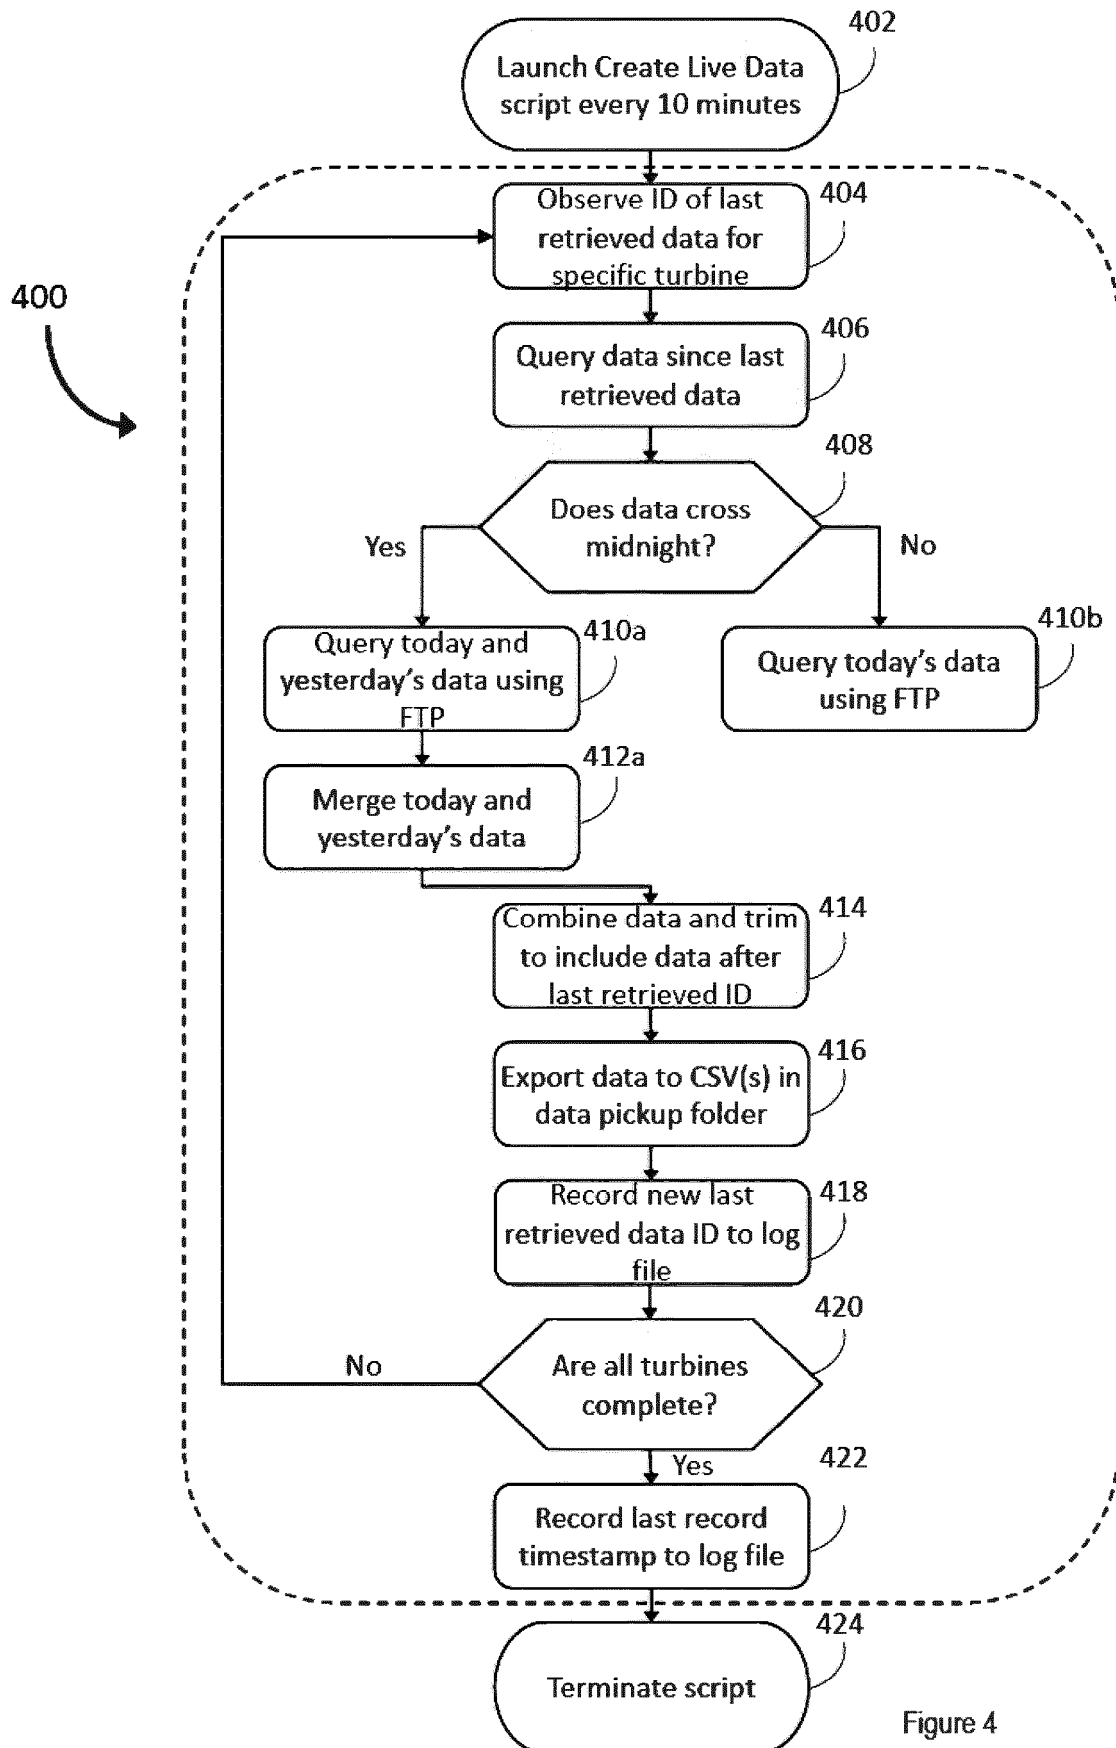 402
Launch Create Live Data
script every 10 minutes
404
Observe ID of last
retrieved data for
specific turbine
400
406
Query data since last
retrieved data
408
Does data cross
midnight?
Yes
No
410a
Query today and
yesterday's data using
FTP
410b
Query today's data
using FTP
412a
Merge today and
yesterday's data
414
Combine data and trim
to include data after
last retrieved ID
416
Export data to CSV(s) in
data pickup folder
418
Record new last
retrieved data ID to log
file
420
Are all turbines
complete?
No
Yes
422
Record last record
timestamp to log file
424
Terminate script
Figure 4